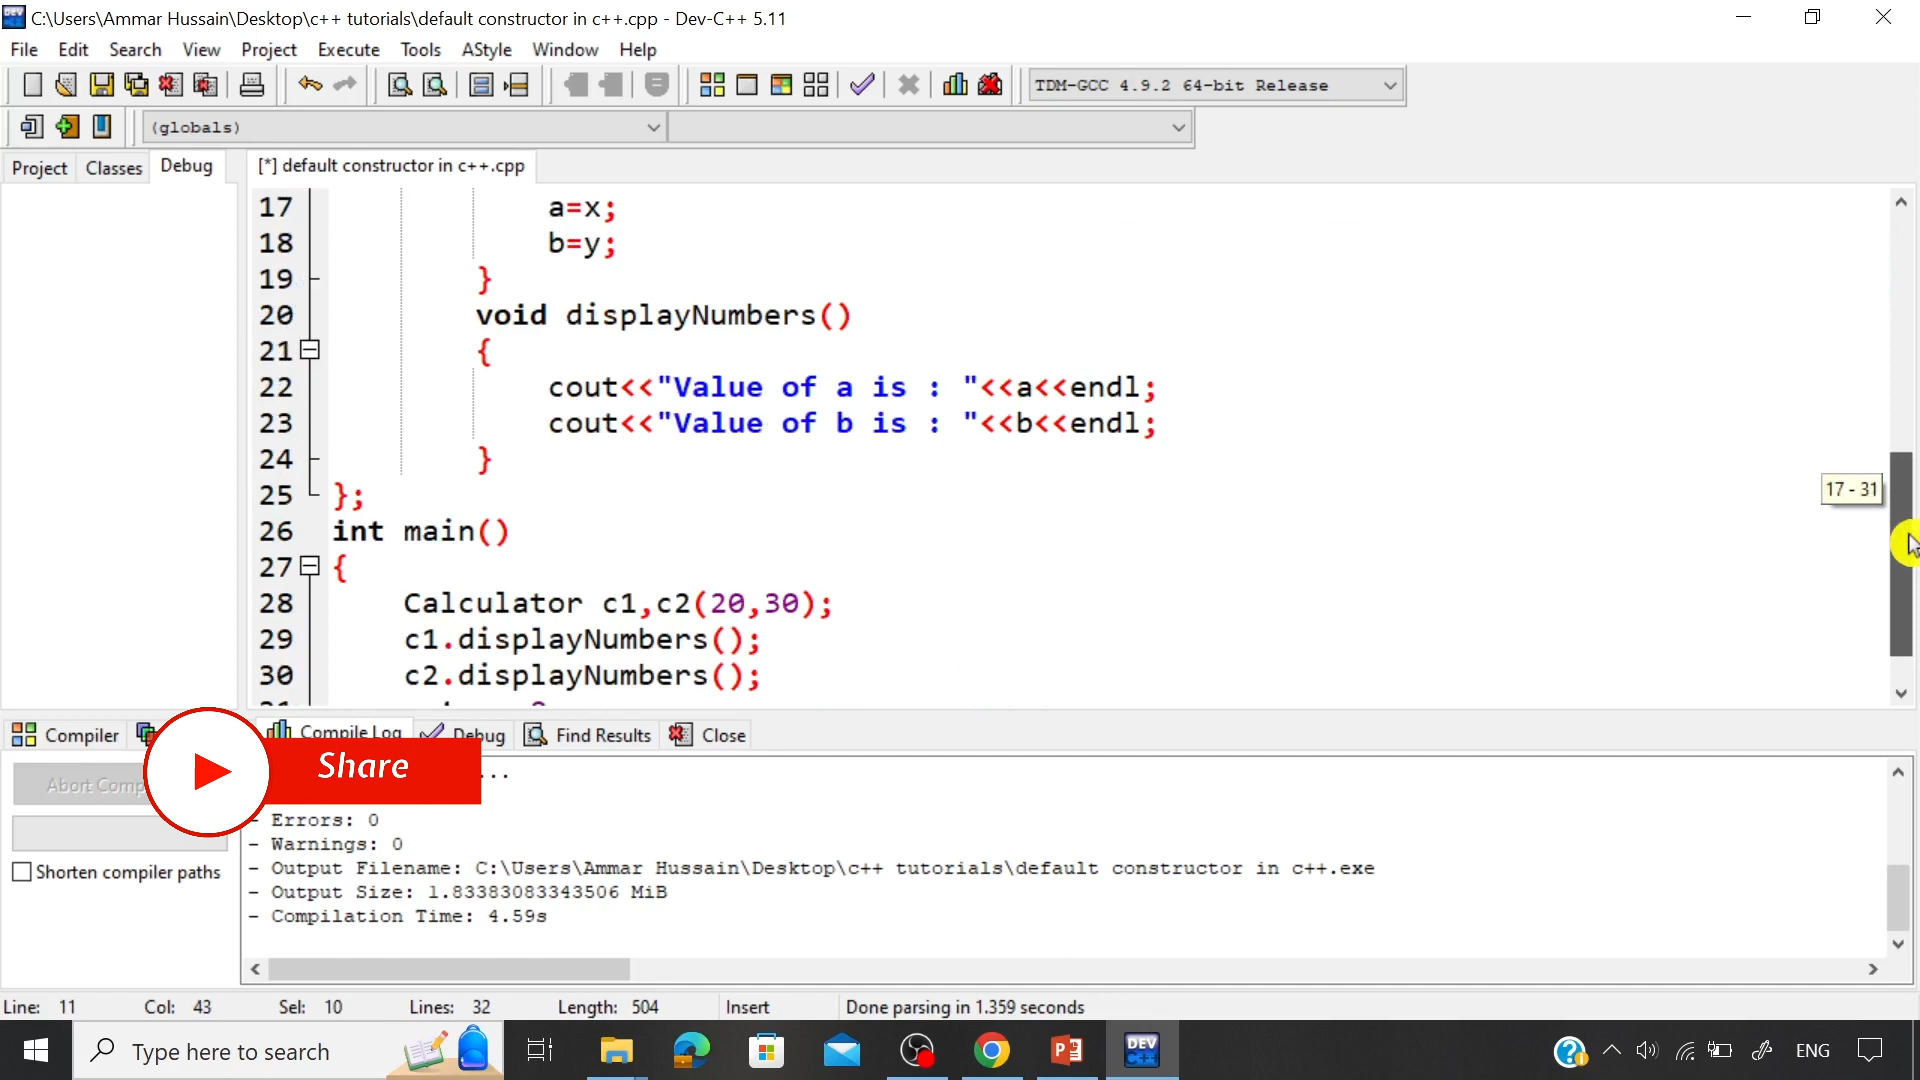 C:\Users\Ammar Hussain\Desktop\c++ tutorials\default constructor in c++.cpp - Dev-C++ 5.11
File Edit Search View Project Execute Tools AStyle Window Help
TDM-GCC 4.9.2 64-bit Release
(globals)
Project Classes Debug
[*] default constructor in c++.cpp
17 a=x;
18 b=y;
19 }
20 void displayNumbers()
21 {
22 cout<<"Value of a is : "<<a<<endl;
23 cout<<"Value of b is : "<<b<<endl;
24 }
25 };
17 - 31
26 int main()
27 {
28 Calculator c1,c2(20,30);
29 c1.displayNumbers();
30 c2.displayNumbers();
Compiler Compile Log Debug Find Results Close
Share
...
Abort Comp
- Errors: 0
- Warnings: 0
Shorten compiler paths
- Output Filename: C:\Users\Ammar Hussain\Desktop\c++ tutorials\default constructor in c++.exe
- Output Size: 1.83383083343506 MiB
- Compilation Time: 4.59s
Line: 11 Col: 43 Sel: 10 Lines: 32 Length: 504 Insert Done parsing in 1.359 seconds
Type here to search
DEV C++
ENG